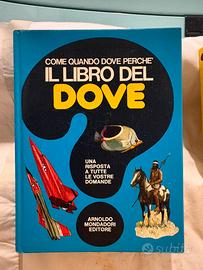 COME QUANDO DOVE PERCHE'
IL LIBRO DEL
DOVE
UNA
RISPOSTA
A TUTTE
LE VOSTRE
DOMANDE
ARNOLDO
MONDADORI
EDITORE
subito